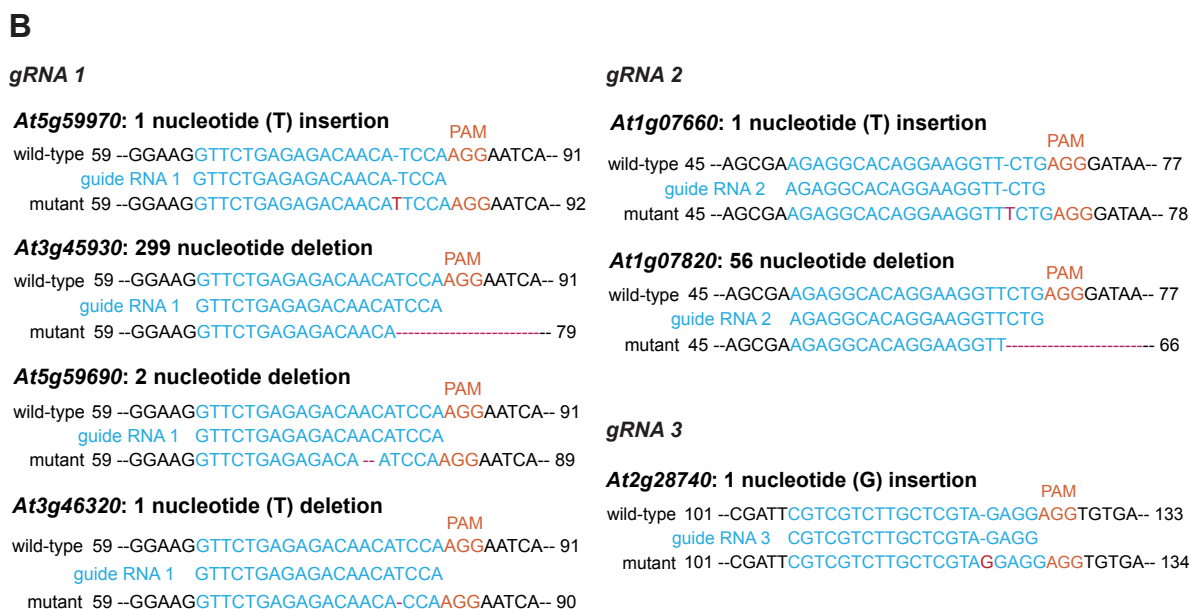 B
gRNA 1
At5g59970: 1 nucleotide (T) insertion
PAM
wild-type 59 --GGAAGGTTCTGAGAGACAACA-TCCAAGGAATCA-- 91
guide RNA 1 GTTCTGAGAGACAACA-TCCA
mutant 59 --GGAAGGTTCTGAGAGACAACATTCCAAGGAATCA-- 92
At3g45930: 299 nucleotide deletion
PAM
wild-type 59 --GGAAGGTTCTGAGAGACAACATCCAAGGAATCA-- 91
guide RNA 1 GTTCTGAGAGACAACATCCA
mutant 59 --GGAAGGTTCTGAGAGACAACA-------------------------- 79
At5g59690: 2 nucleotide deletion
PAM
wild-type 59 --GGAAGGTTCTGAGAGACAACATCCAAGGAATCA-- 91
guide RNA 1 GTTCTGAGAGACAACATCCA
mutant 59 --GGAAGGTTCTGAGAGACA -- ATCCAAGGAATCA-- 89
At3g46320: 1 nucleotide (T) deletion
PAM
wild-type 59 --GGAAGGTTCTGAGAGACAACATCCAAGGAATCA-- 91
guide RNA 1 GTTCTGAGAGACAACATCCA
mutant 59 --GGAAGGTTCTGAGAGACAACA-CCAAGGAATCA-- 90
gRNA 2
At1g07660: 1 nucleotide (T) insertion
PAM
wild-type 45 --AGCGAAGAGGCACAGGAAGGTT-CTGAGGGATAA-- 77
guide RNA 2 AGAGGCACAGGAAGGTT-CTG
mutant 45 --AGCGAAGAGGCACAGGAAGGTTTCTGAGGGATAA-- 78
At1g07820: 56 nucleotide deletion
PAM
wild-type 45 --AGCGAAGAGGCACAGGAAGGTTCTGAGGGATAA-- 77
guide RNA 2 AGAGGCACAGGAAGGTTCTG
mutant 45 --AGCGAAGAGGCACAGGAAGGTT------------------------- 66
gRNA 3
At2g28740: 1 nucleotide (G) insertion
PAM
wild-type 101 --CGATTCGTCGTCTTGCTCGTA-GAGGAGGTGTGA-- 133
guide RNA 3 CGTCGTCTTGCTCGTA-GAGG
mutant 101 --CGATTCGTCGTCTTGCTCGTAGGAGGAGGTGTGA-- 134